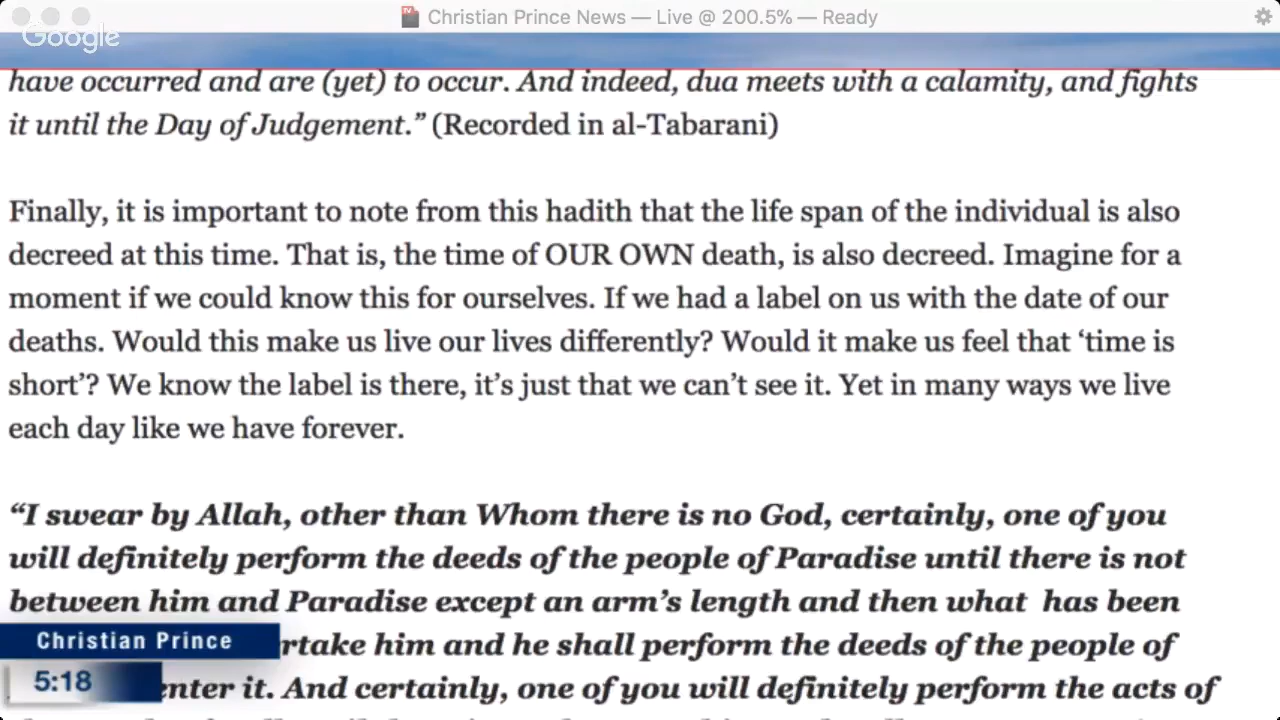 Christian Prince News — Live @ 200.5% — Ready
Google
have occurred and are (yet) to occur. And indeed, dua meets with a calamity, and fights
it until the Day of Judgement.” (Recorded in al-Tabarani)
Finally, it is important to note from this hadith that the life span of the individual is also
decreed at this time. That is, the time of OUR OWN death, is also decreed. Imagine for a
moment if we could know this for ourselves. If we had a label on us with the date of our
deaths. Would this make us live our lives differently? Would it make us feel that ‘time is
short’? We know the label is there, it’s just that we can’t see it. Yet in many ways we live
each day like we have forever.
“I swear by Allah, other than Whom there is no God, certainly, one of you
will definitely perform the deeds of the people of Paradise until there is not
between him and Paradise except an arm’s length and then what has been
rtake him and he shall perform the deeds of the people of
enter it. And certainly, one of you will definitely perform the acts of
Christian Prince
5:18